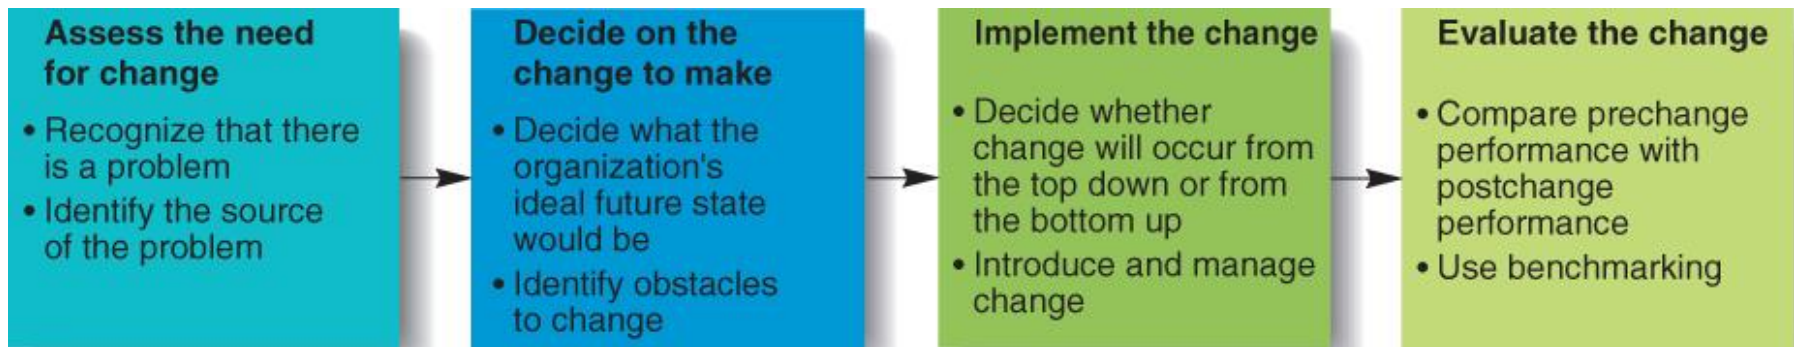 Assess the need
for change
• Recognize that there
is a problem
• Identify the source
of the problem
Decide on the
change to make
• Decide what the
organization's
ideal future state
would be
• Identify obstacles
to change
Implement the change
• Decide whether
change will occur from
the top down or from
the bottom up
• Introduce and manage
change
Evaluate the change
• Compare prechange
performance with
postchange
performance
• Use benchmarking